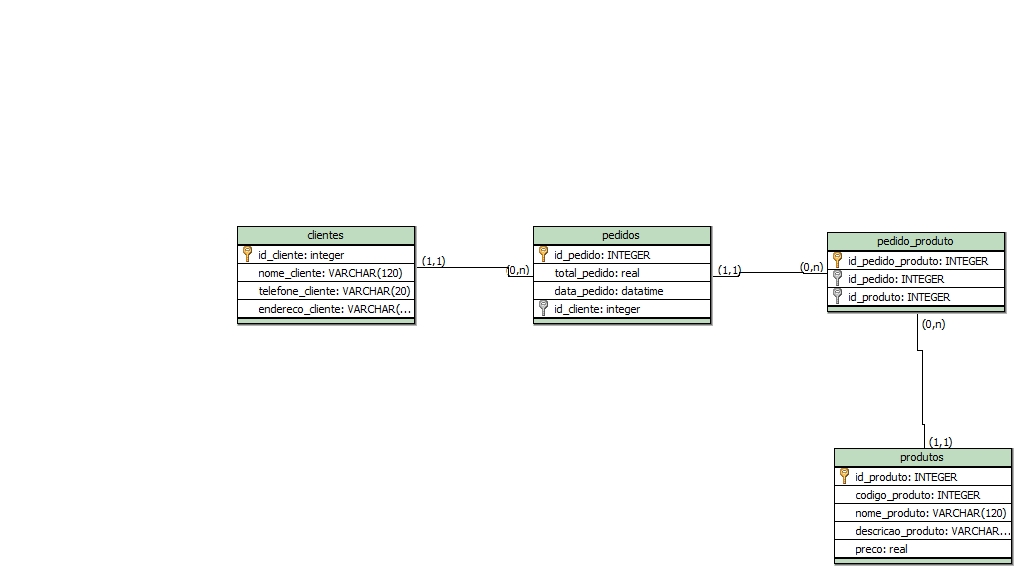 clientes
id_cliente: integer
nome_cliente: VARCHAR(120)
telefone_cliente: VARCHAR(20)
endereco_cliente: VARCHAR(...
(1,1)
(0,n)
pedidos
id_pedido: INTEGER
total_pedido: real
data_pedido: datatime
id_cliente: integer
(1,1)
(0,n)
pedido_produto
id_pedido_produto: INTEGER
id_pedido: INTEGER
id_produto: INTEGER
(0,n)
(1,1)
produtos
id_produto: INTEGER
codigo_produto: INTEGER
nome_produto: VARCHAR(120)
descricao_produto: VARCHAR...
preco: real